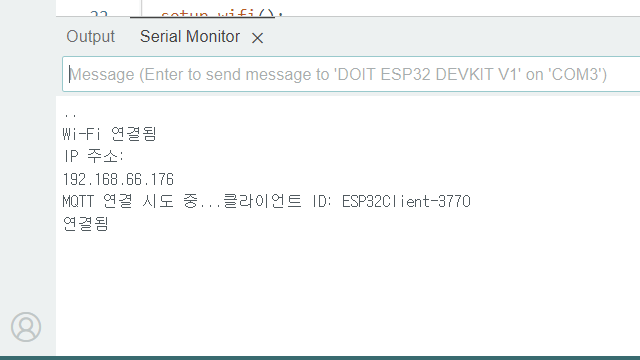 setup_wifi();
Output Serial Monitor
Message (Enter to send message to 'DOIT ESP32 DEVKIT V1' on 'COM3')
..
Wi-Fi 연결됨
IP 주소:
192.168.66.176
MQTT 연결 시도 중...클라이언트 ID: ESP32Client-3770
연결됨